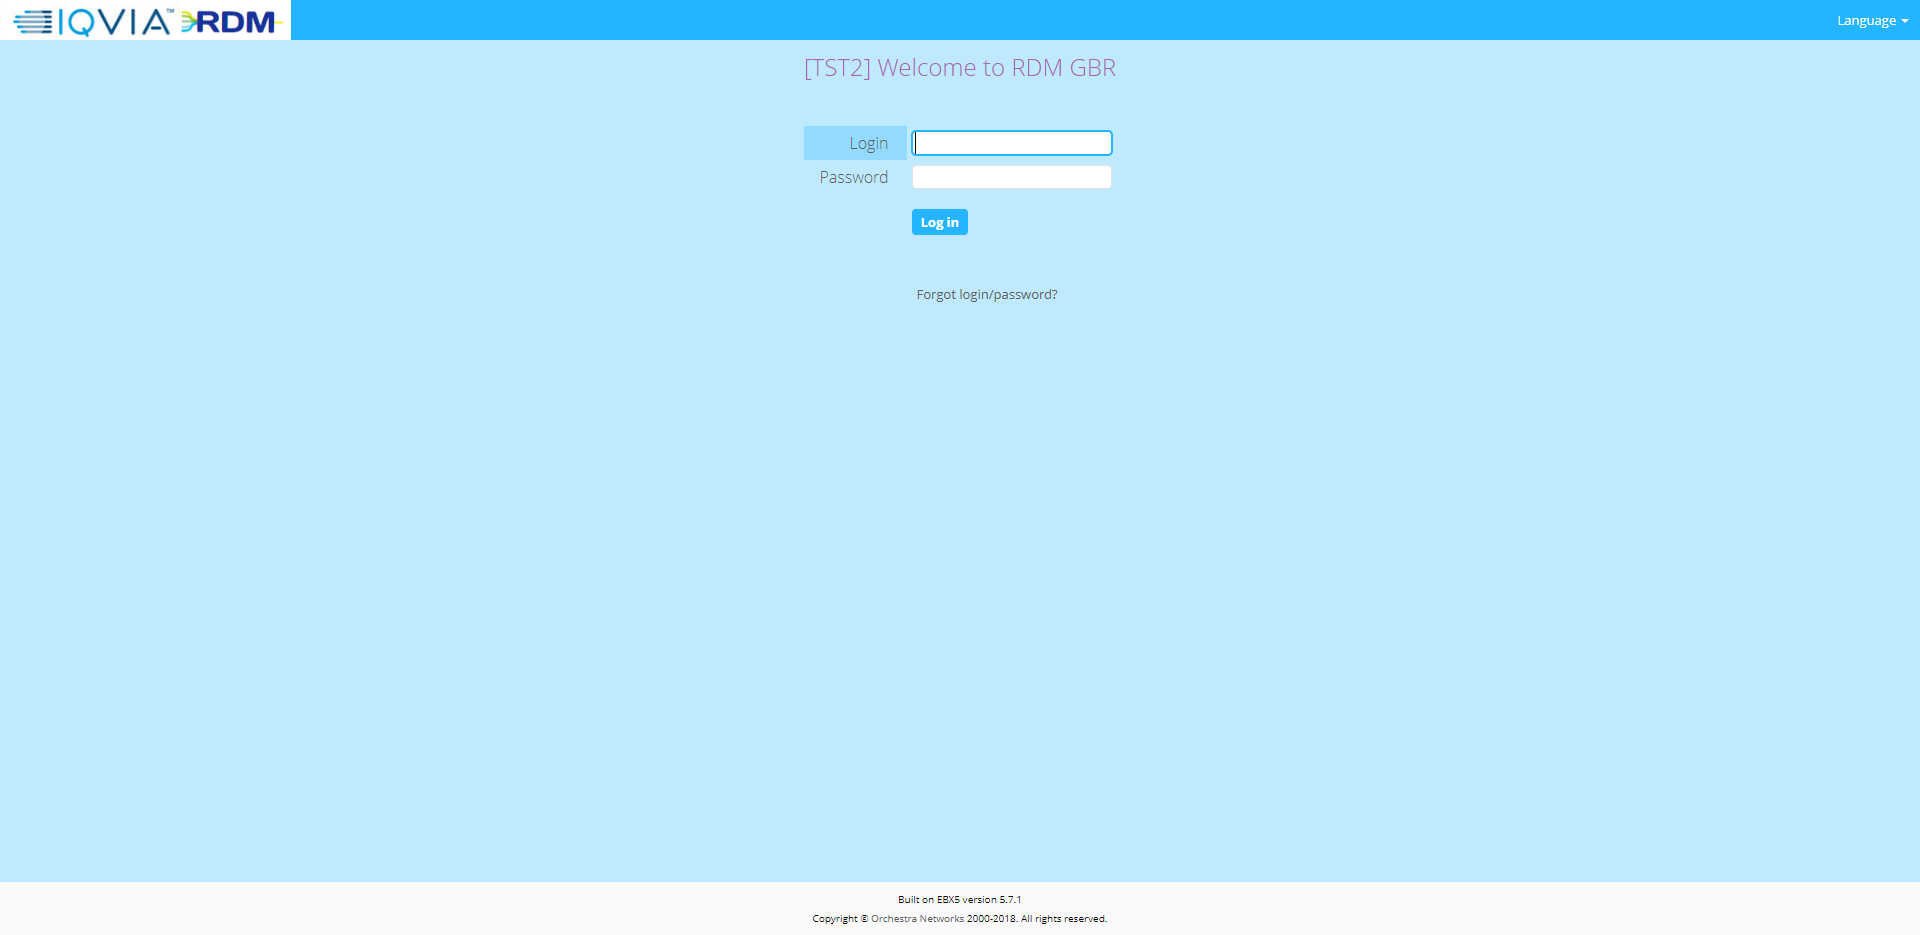 IQVIA™ RDM
Language
[TST2] Welcome to RDM GBR
Login
Password
Log in
Forgot login/password?
Built on EBX5 version 5.7.1
Copyright © Orchestra Networks 2000-2018. All rights reserved.